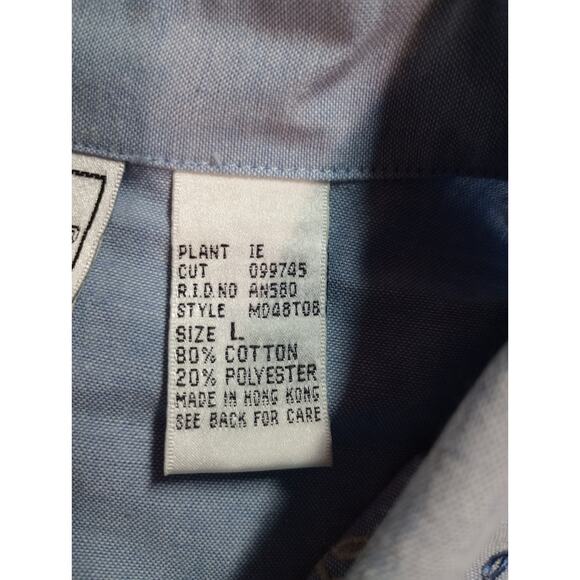 PLANT IE
CUT 099745
R.I.D.NO AN580
STYLE MD48T08
SIZE L
80% COTTON
20% POLYESTER
MADE IN HONG KONG
SEE BACK FOR CARE
®